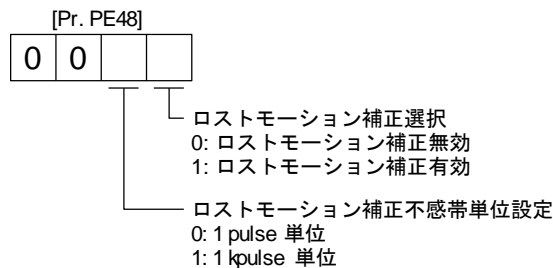 [Pr. PE48]
0 0
ロストモーション補正選択
0: ロストモーション補正無効
1: ロストモーション補正有効
ロストモーション補正不感帯単位設定
0: 1 pulse 単位
1: 1 kpulse 単位